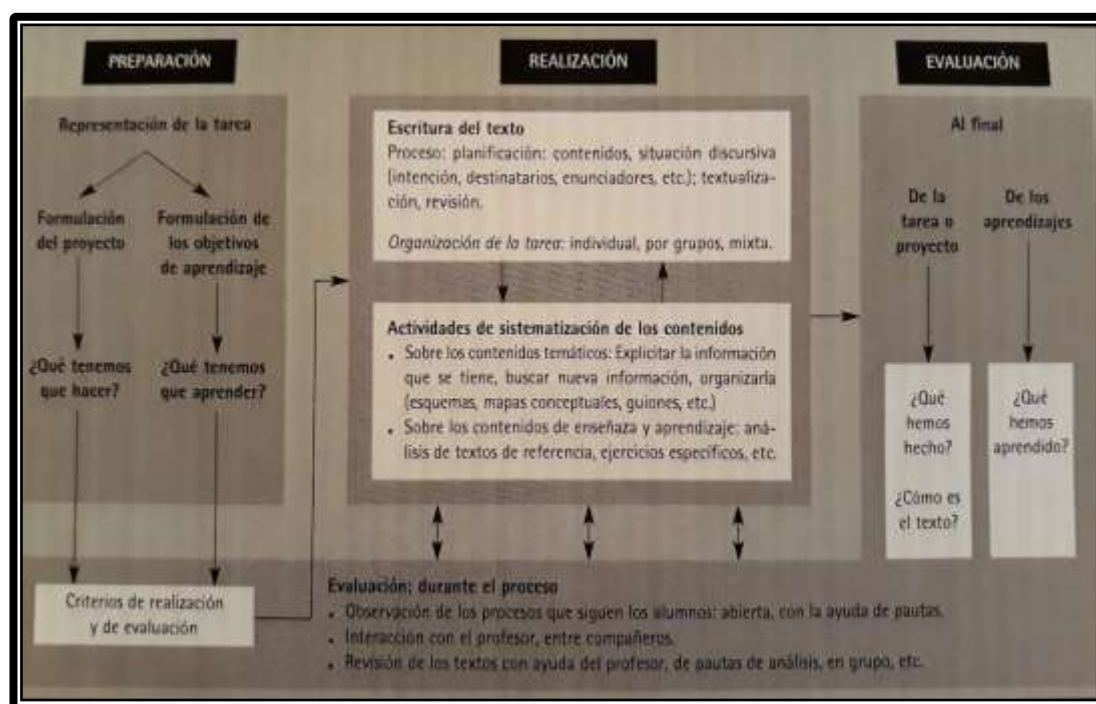 PREPARACIÓN
Representación de la tarea
Formulación
del proyecto
Formulación de
los objetivos
de aprendizaje
¿Qué tenemos
que hacer?
¿Qué tenemos
que aprender?
Criterios de realización
y de evaluación
REALIZACIÓN
Escritura del texto
Proceso: planificación: contenidos, situación discursiva
(intención, destinatarios, enunciadores, etc.); textualiza-
ción, revisión.
Organización de la tarea: individual, por grupos, mixta.
Actividades de sistematización de los contenidos
• Sobre los contenidos temáticos: Explicitar la información
que se tiene, buscar nueva información, organizarla
(esquemas, mapas conceptuales, guiones, etc.)
• Sobre los contenidos de enseñaza y aprendizaje: aná-
lisis de textos de referencia, ejercicios específicos, etc.
Evaluación: durante el proceso
• Observación de los procesos que siguen los alumnos: abierta, con la ayuda de pautas.
• Interacción con el profesor, entre compañeros.
• Revisión de los textos con ayuda del profesor, de pautas de análisis, en grupo, etc.
EVALUACIÓN
Al final
De la
tarea o
proyecto
De los
aprendizajes
¿Qué
hemos
hecho?
¿Cómo es
el texto?
¿Qué
hemos
aprendido?